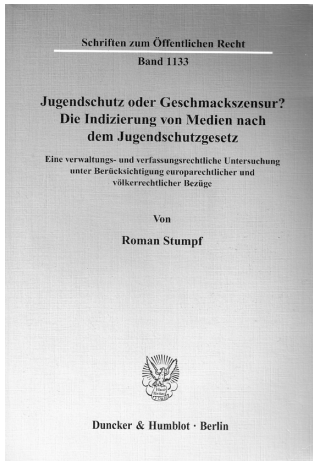 Schriften zum Öffentlichen Recht
Band 1133
Jugendschutz oder Geschmackszensur?
Die Indizierung von Medien nach
dem Jugendschutzgesetz
Eine verwaltungs- und verfassungsrechtliche Untersuchung
unter Berücksichtigung europarechtlicher und
völkerrechtlicher Bezüge
Von
Roman Stumpf
Duncker & Humblot · Berlin